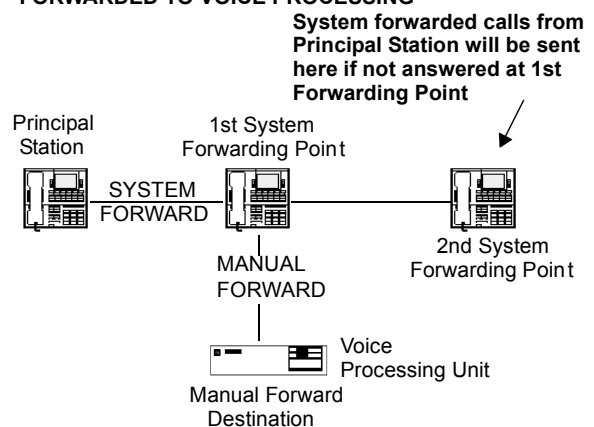 FORWARDED TO VOICE PROCESSING
System forwarded calls from
Principal Station will be sent
here if not answered at 1st
Forwarding Point
Principal
Station
1st System
Forwarding Point
SYSTEM
FORWARD
2nd System
Forwarding Point
MANUAL
FORWARD
Voice
Processing Unit
Manual Forward
Destination